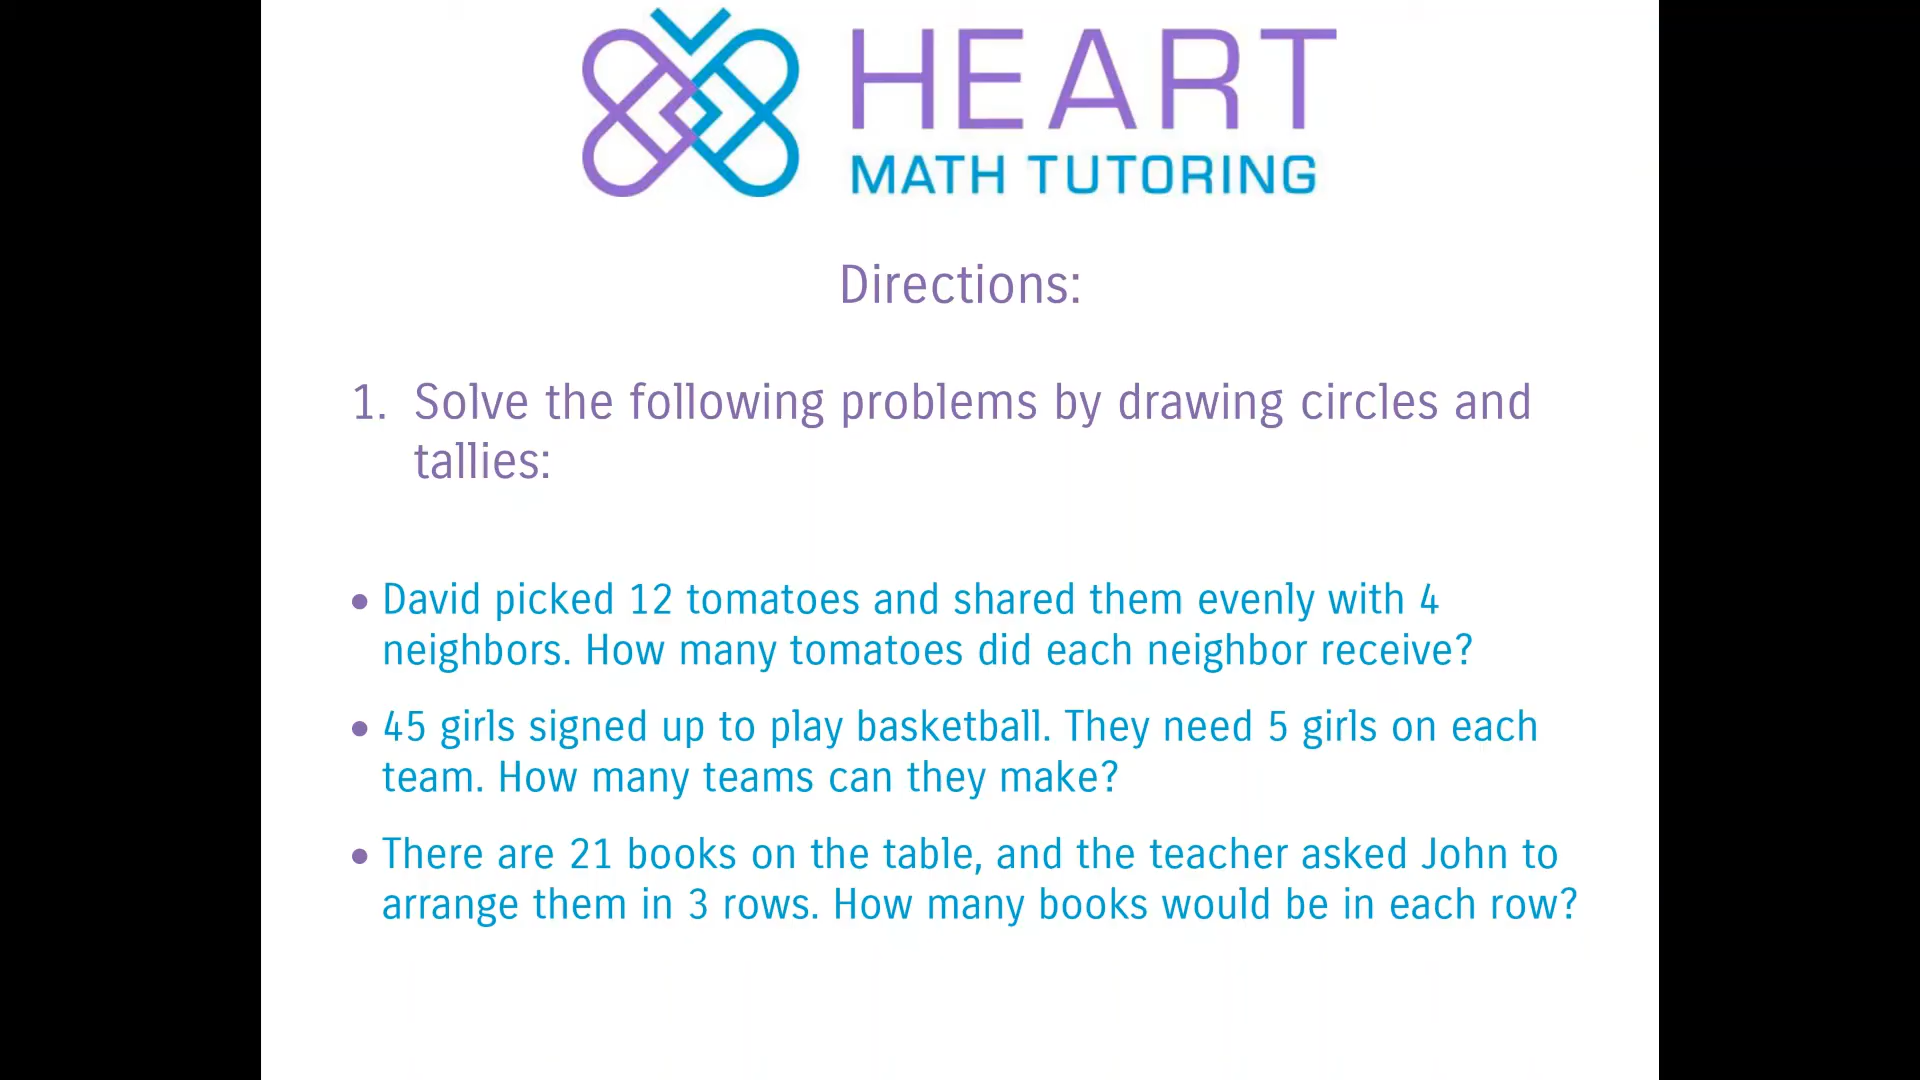 HEART
MATH TUTORING
Directions:
1. Solve the following problems by drawing circles and
tallies:
• David picked 12 tomatoes and shared them evenly with 4
neighbors. How many tomatoes did each neighbor receive?
• 45 girls signed up to play basketball. They need 5 girls on each
team. How many teams can they make?
• There are 21 books on the table, and the teacher asked John to
arrange them in 3 rows. How many books would be in each row?